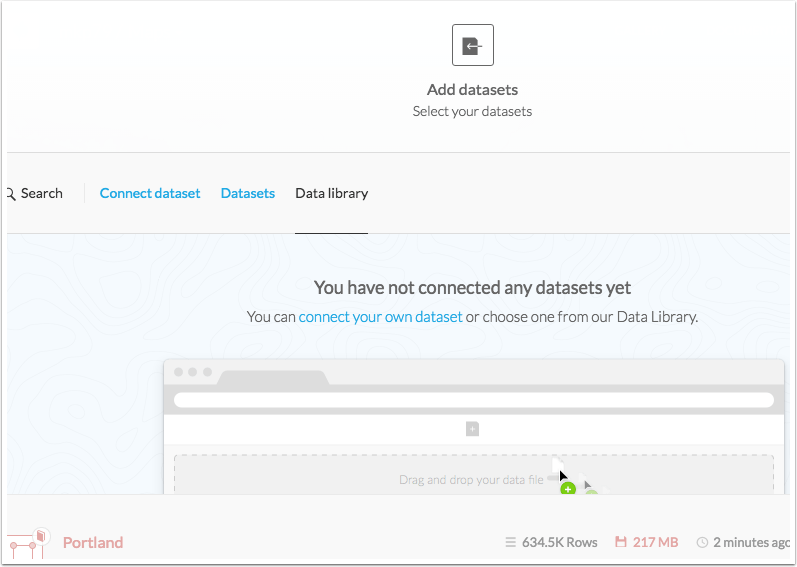 Add datasets
Select your datasets
Search Connect dataset Datasets Data library
You have not connected any datasets yet
You can connect your own dataset or choose one from our Data Library.
Drag and drop your data file
Portland 634.5K Rows 217 MB 2 minutes ago